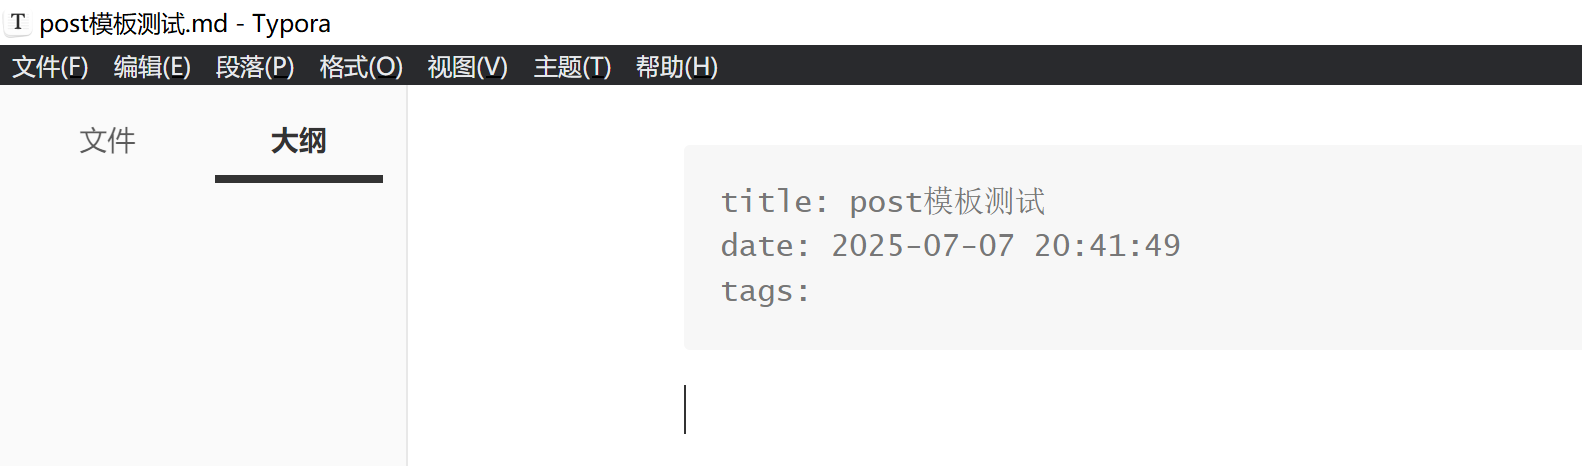 T post模板测试.md - Typora
文件(F) 编辑(E) 段落(P) 格式(O) 视图(V) 主题(T) 帮助(H)
文件 大纲
title: post模板测试
date: 2025-07-07 20:41:49
tags: